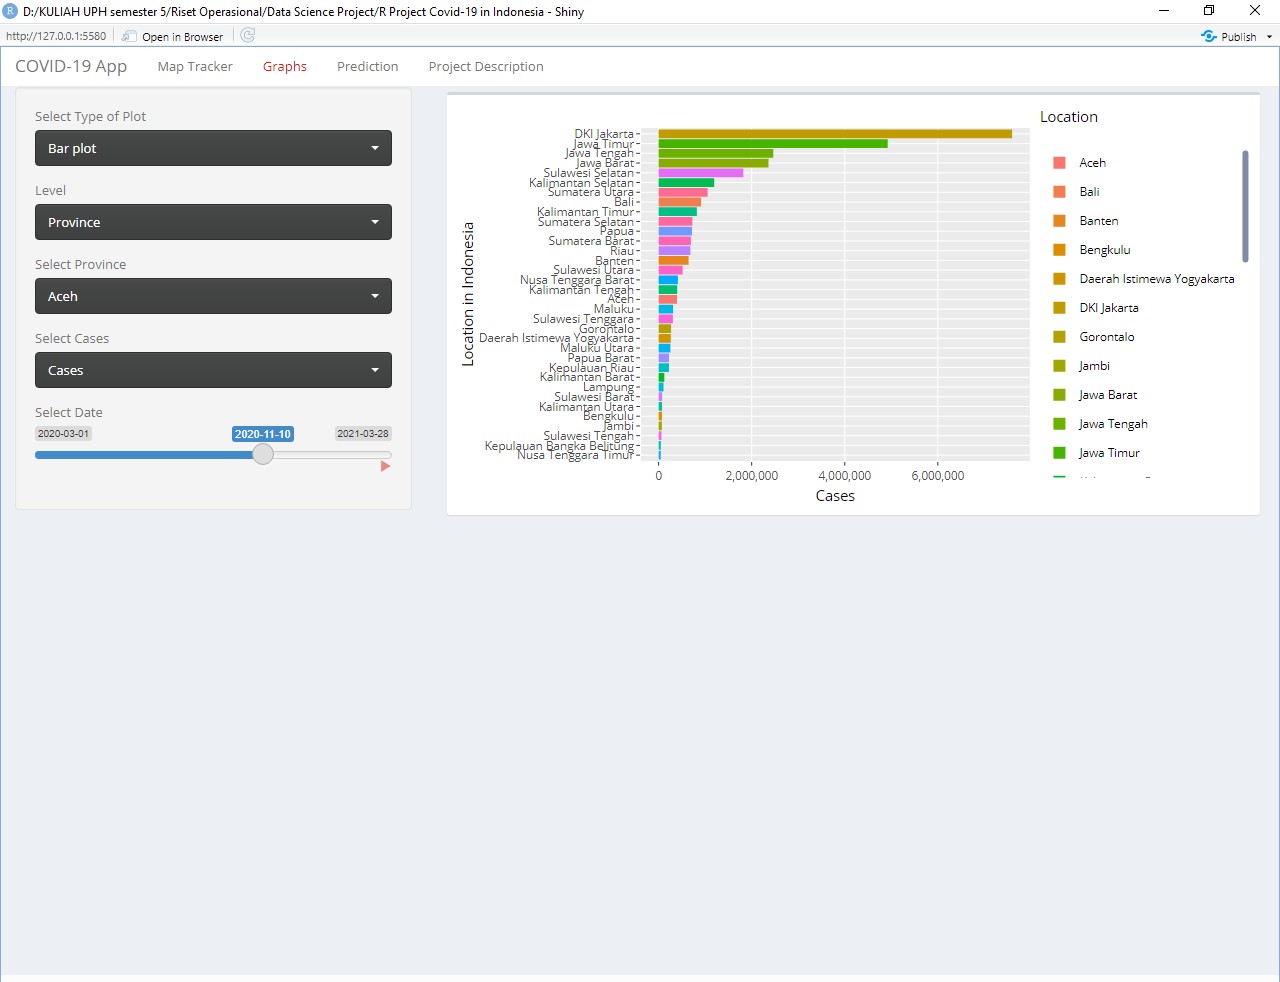 D:/KULIAH UPH semester 5/Riset Operasional/Data Science Project/R Project Covid-19 in Indonesia - Shiny
http://127.0.0.1:5580
Open in Browser
Publish
COVID-19 App
Map Tracker
Graphs
Prediction
Project Description
Select Type of Plot
Bar plot
Level
Province
Select Province
Aceh
Select Cases
Cases
Select Date
2020-03-01
2020-11-10
2021-03-28
Location in Indonesia
DKI Jakarta
Jawa Timur
Jawa Tengah
Jawa Barat
Sulawesi Selatan
Kalimantan Selatan
Sumatera Utara
Bali
Kalimantan Timur
Sumatera Selatan
Papua
Sumatera Barat
Riau
Banten
Sulawesi Utara
Nusa Tenggara Barat
Kalimantan Tengah
Aceh
Maluku
Sulawesi Tenggara
Gorontalo
Daerah Istimewa Yogyakarta
Maluku Utara
Papua Barat
Kepulauan Riau
Kalimantan Barat
Lampung
Sulawesi Barat
Kalimantan Utara
Bengkulu
Jambi
Sulawesi Tengah
Kepulauan Bangka Belitung
Nusa Tenggara Timur
0
2,000,000
4,000,000
6,000,000
Cases
Location
Aceh
Bali
Banten
Bengkulu
Daerah Istimewa Yogyakarta
DKI Jakarta
Gorontalo
Jambi
Jawa Barat
Jawa Tengah
Jawa Timur